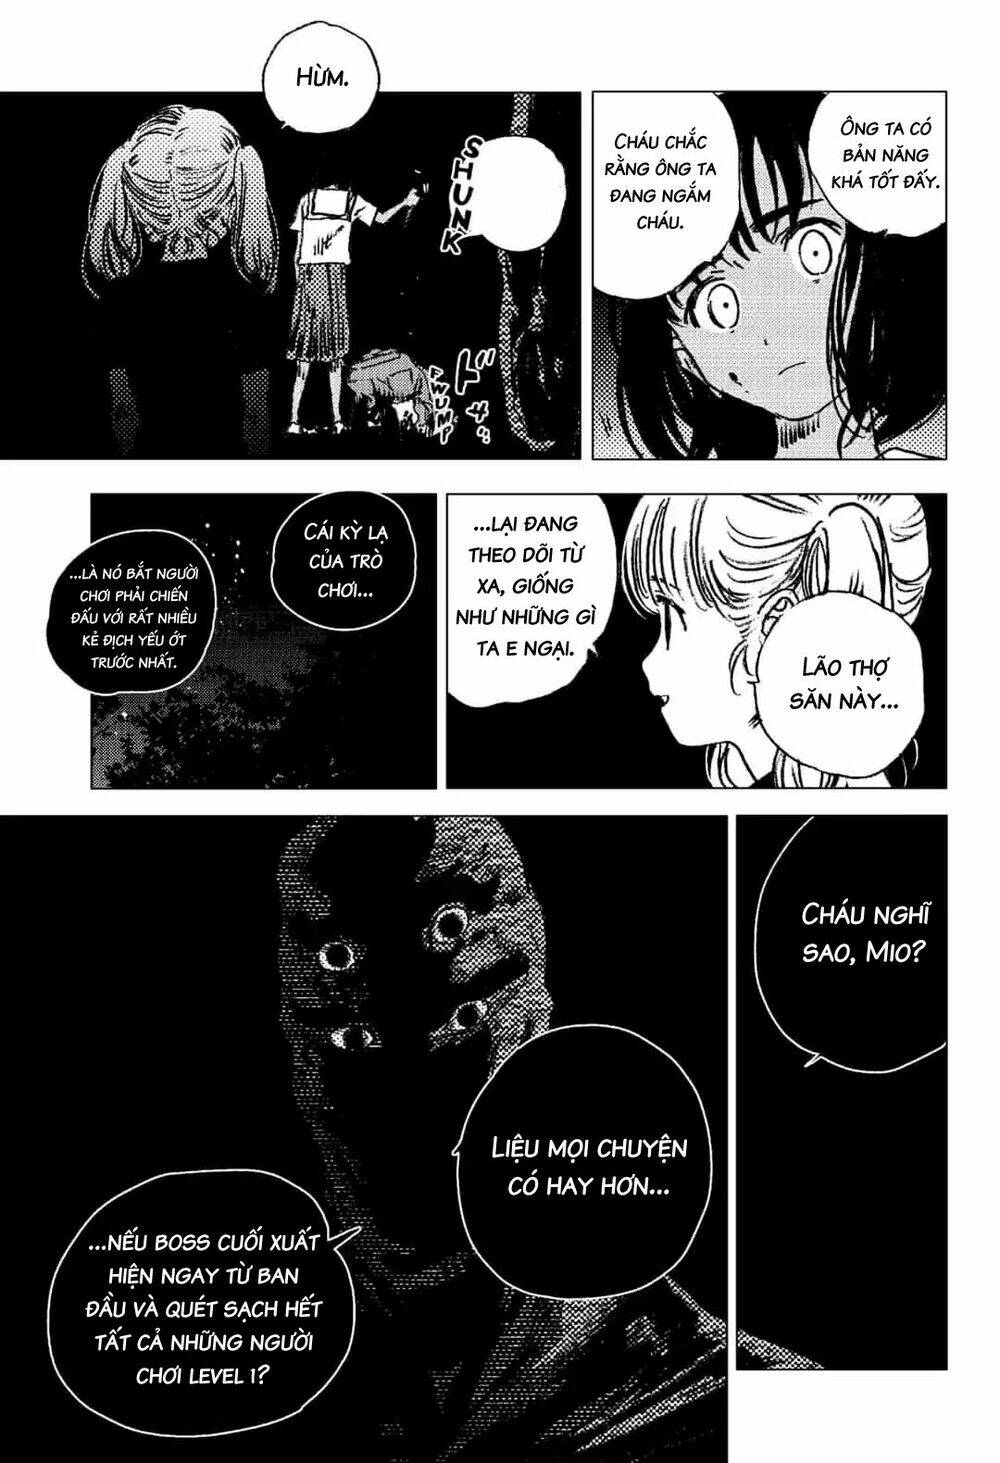 ÔNG TA CÓ
BẢN NĂNG
KHÁ TỐT ĐẤY.
CHÁU CHẮC
RẰNG ÔNG TA
ĐANG NGẮM
CHÁU.
HỪM.
SHUNK
FWUMP
ド
LÃO THỢ
SĂN NÀY...
...LẠI ĐANG
THEO DÕI TỪ
XA, GIỐNG
NHƯ NHỮNG GÌ
TA E NGẠI.
CÁI KỲ LẠ
CỦA TRÒ
CHƠI...
...LÀ NÓ BẮT NGƯỜI
CHƠI PHẢI CHIẾN
ĐẤU VỚI RẤT NHIỀU
KẺ ĐỊCH YẾU ỚT
TRƯỚC NHẤT.
CHÁU NGHĨ
SAO, MIO?
LIỆU MỌI CHUYỆN
CÓ HAY HƠN...
...NẾU BOSS CUỐI XUẤT
HIỆN NGAY TỪ BAN
ĐẦU VÀ QUÉT SẠCH HẾT
TẤT CẢ NHỮNG NGƯỜI
CHƠI LEVEL 1?